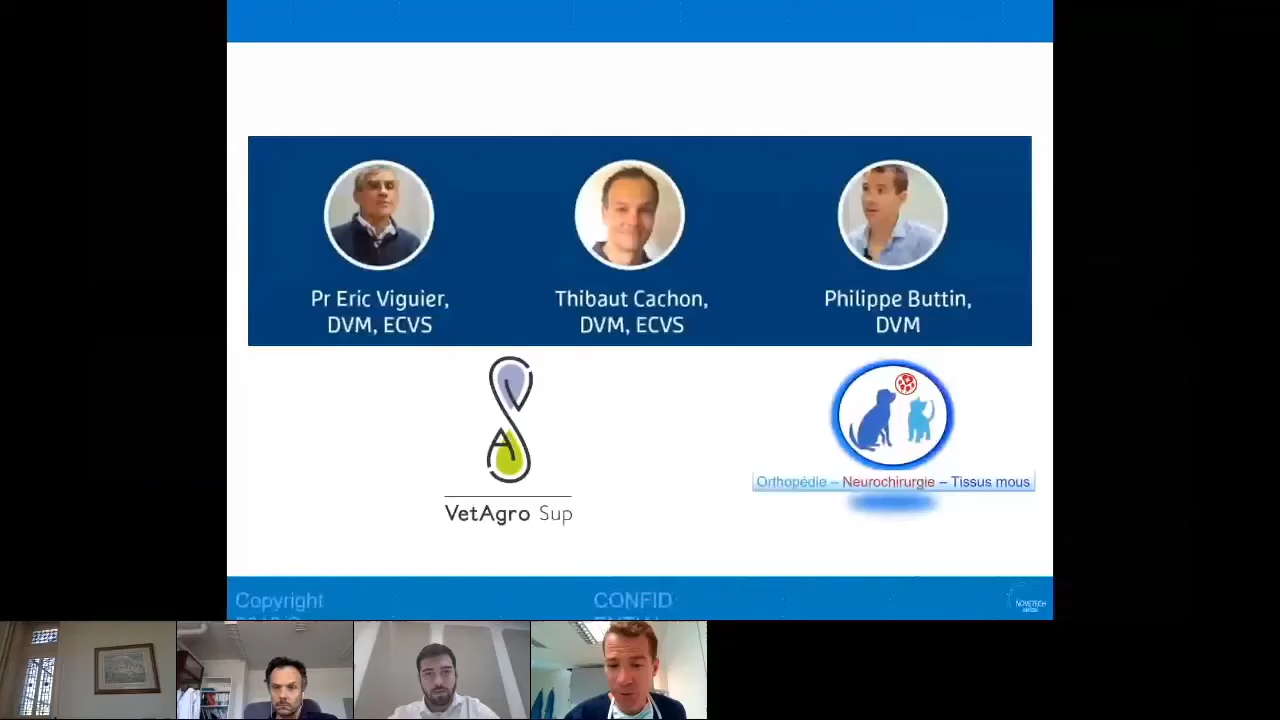 Pr Eric Viguier,
DVM, ECVS
Thibaut Cachon,
DVM, ECVS
Philippe Buttin,
DVM
VetAgro Sup
Orthopédie – Neurochirurgie – Tissus mous
Copyright
CONFID
NOVETECH